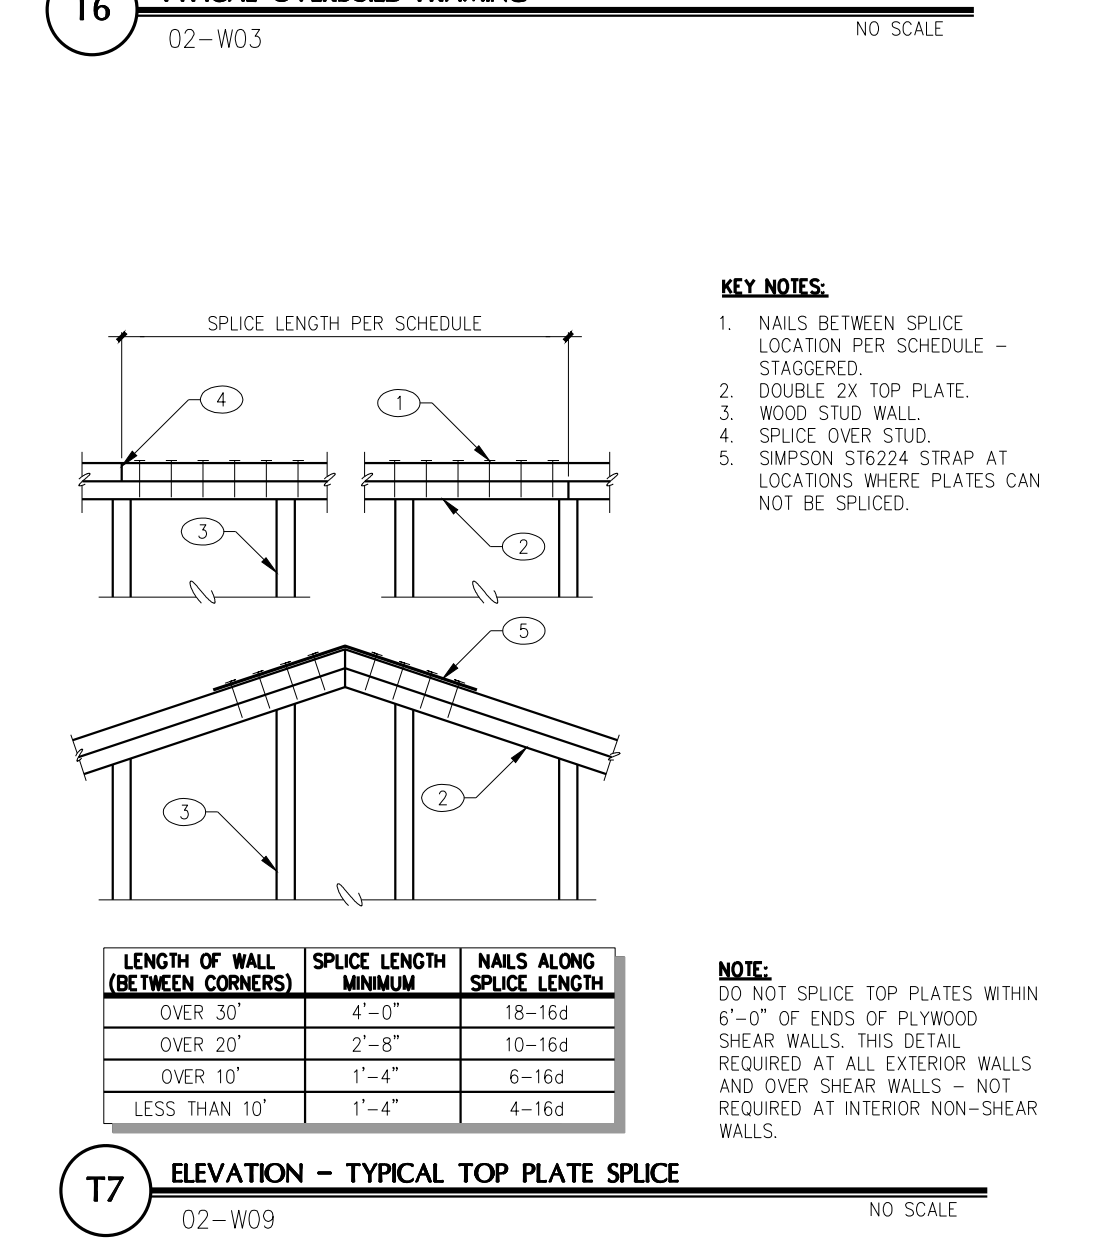 T6
02-W03
NO SCALE
KEY NOTES:
1. NAILS BETWEEN SPLICE
LOCATION PER SCHEDULE –
STAGGERED.
2. DOUBLE 2X TOP PLATE.
3. WOOD STUD WALL.
4. SPLICE OVER STUD.
5. SIMPSON ST6224 STRAP AT
LOCATIONS WHERE PLATES CAN
NOT BE SPLICED.
SPLICE LENGTH PER SCHEDULE
4
1
3
2
5
2
3
LENGTH OF WALL (BETWEEN CORNERS) SPLICE LENGTH MINIMUM NAILS ALONG SPLICE LENGTH
OVER 30' 4'-0" 18-16d
OVER 20' 2'-8" 10-16d
OVER 10' 1'-4" 6-16d
LESS THAN 10' 1'-4" 4-16d
NOTE:
DO NOT SPLICE TOP PLATES WITHIN
6'-0" OF ENDS OF PLYWOOD
SHEAR WALLS. THIS DETAIL
REQUIRED AT ALL EXTERIOR WALLS
AND OVER SHEAR WALLS – NOT
REQUIRED AT INTERIOR NON-SHEAR
WALLS.
T7
ELEVATION – TYPICAL TOP PLATE SPLICE
02-W09
NO SCALE